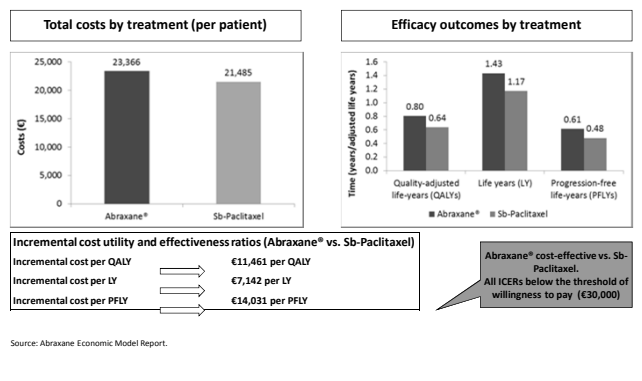 Total costs by treatment (per patient)
Efficacy outcomes by treatment
25,000
20,000
15,000
10,000
5,000
0
Costs (€)
23,366
21,485
Abraxane®
Sb-Paclitaxel
1.6
1.4
1.2
1.0
0.8
0.6
0.4
0.2
0.0
Time (years/adjusted life years)
0.80
0.64
1.43
1.17
0.61
0.48
Quality-adjusted
life-years (QALYs)
Life years (LY)
Progression-free
life-years (PFLYs)
Abraxane®
Sb-Paclitaxel
Incremental cost utility and effectiveness ratios (Abraxane® vs. Sb-Paclitaxel)
Incremental cost per QALY €11,461 per QALY
Incremental cost per LY €7,142 per LY
Incremental cost per PFLY €14,031 per PFLY
Abraxane® cost-effective vs. Sb-
Paclitaxel.
All ICERs below the threshold of
willingness to pay (€30,000)
Source: Abraxane Economic Model Report.